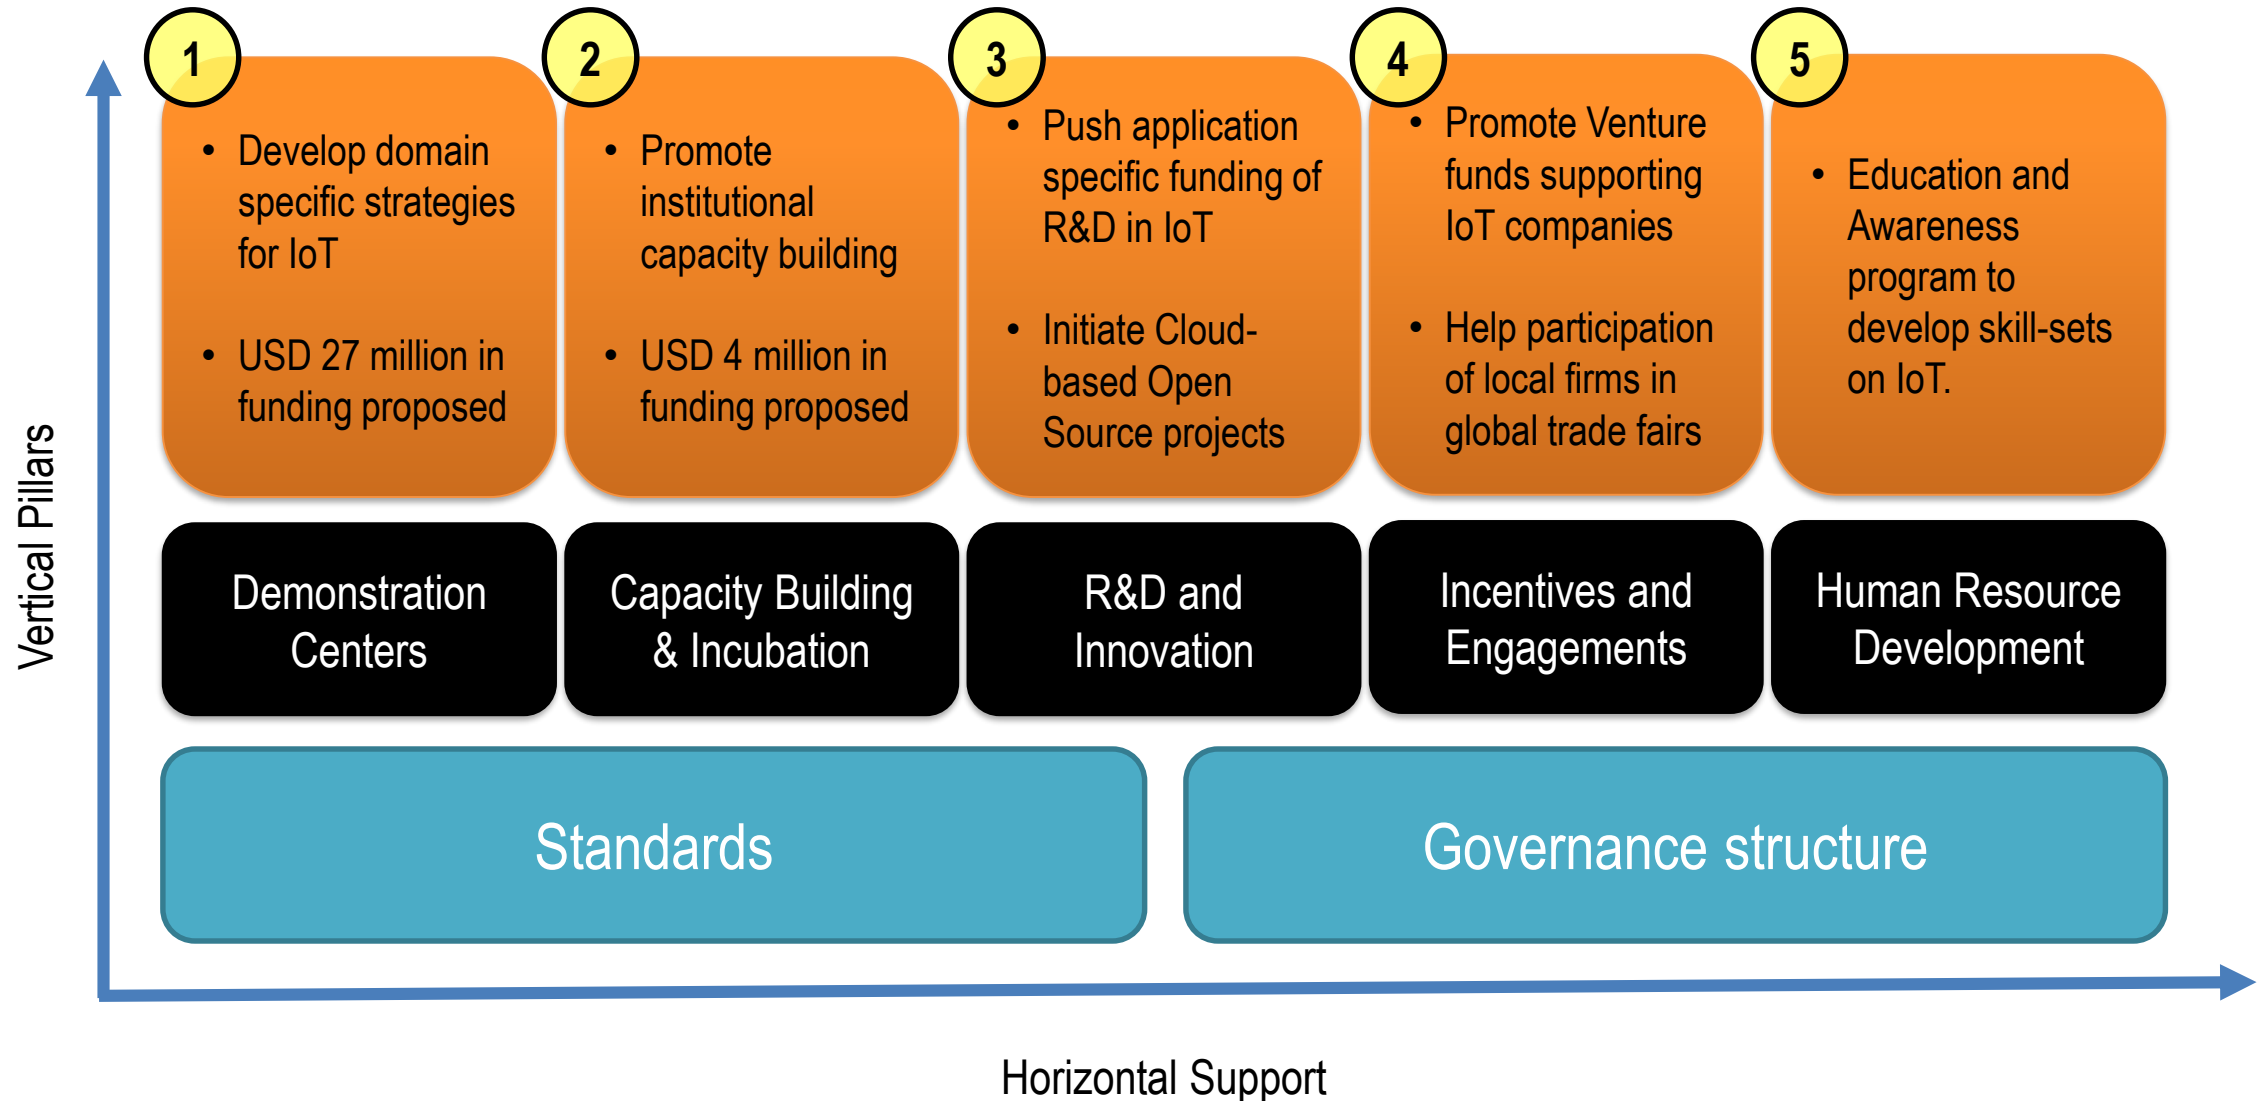 1
• Develop domain
specific strategies
for IoT
• USD 27 million in
funding proposed
2
• Promote
institutional
capacity building
• USD 4 million in
funding proposed
3
• Push application
specific funding of
R&D in IoT
• Initiate Cloud-
based Open
Source projects
4
• Promote Venture
funds supporting
IoT companies
• Help participation
of local firms in
global trade fairs
5
• Education and
Awareness
program to
develop skill-sets
on IoT.
Vertical Pillars
Demonstration
Centers
Capacity Building
& Incubation
R&D and
Innovation
Incentives and
Engagements
Human Resource
Development
Standards
Governance structure
Horizontal Support